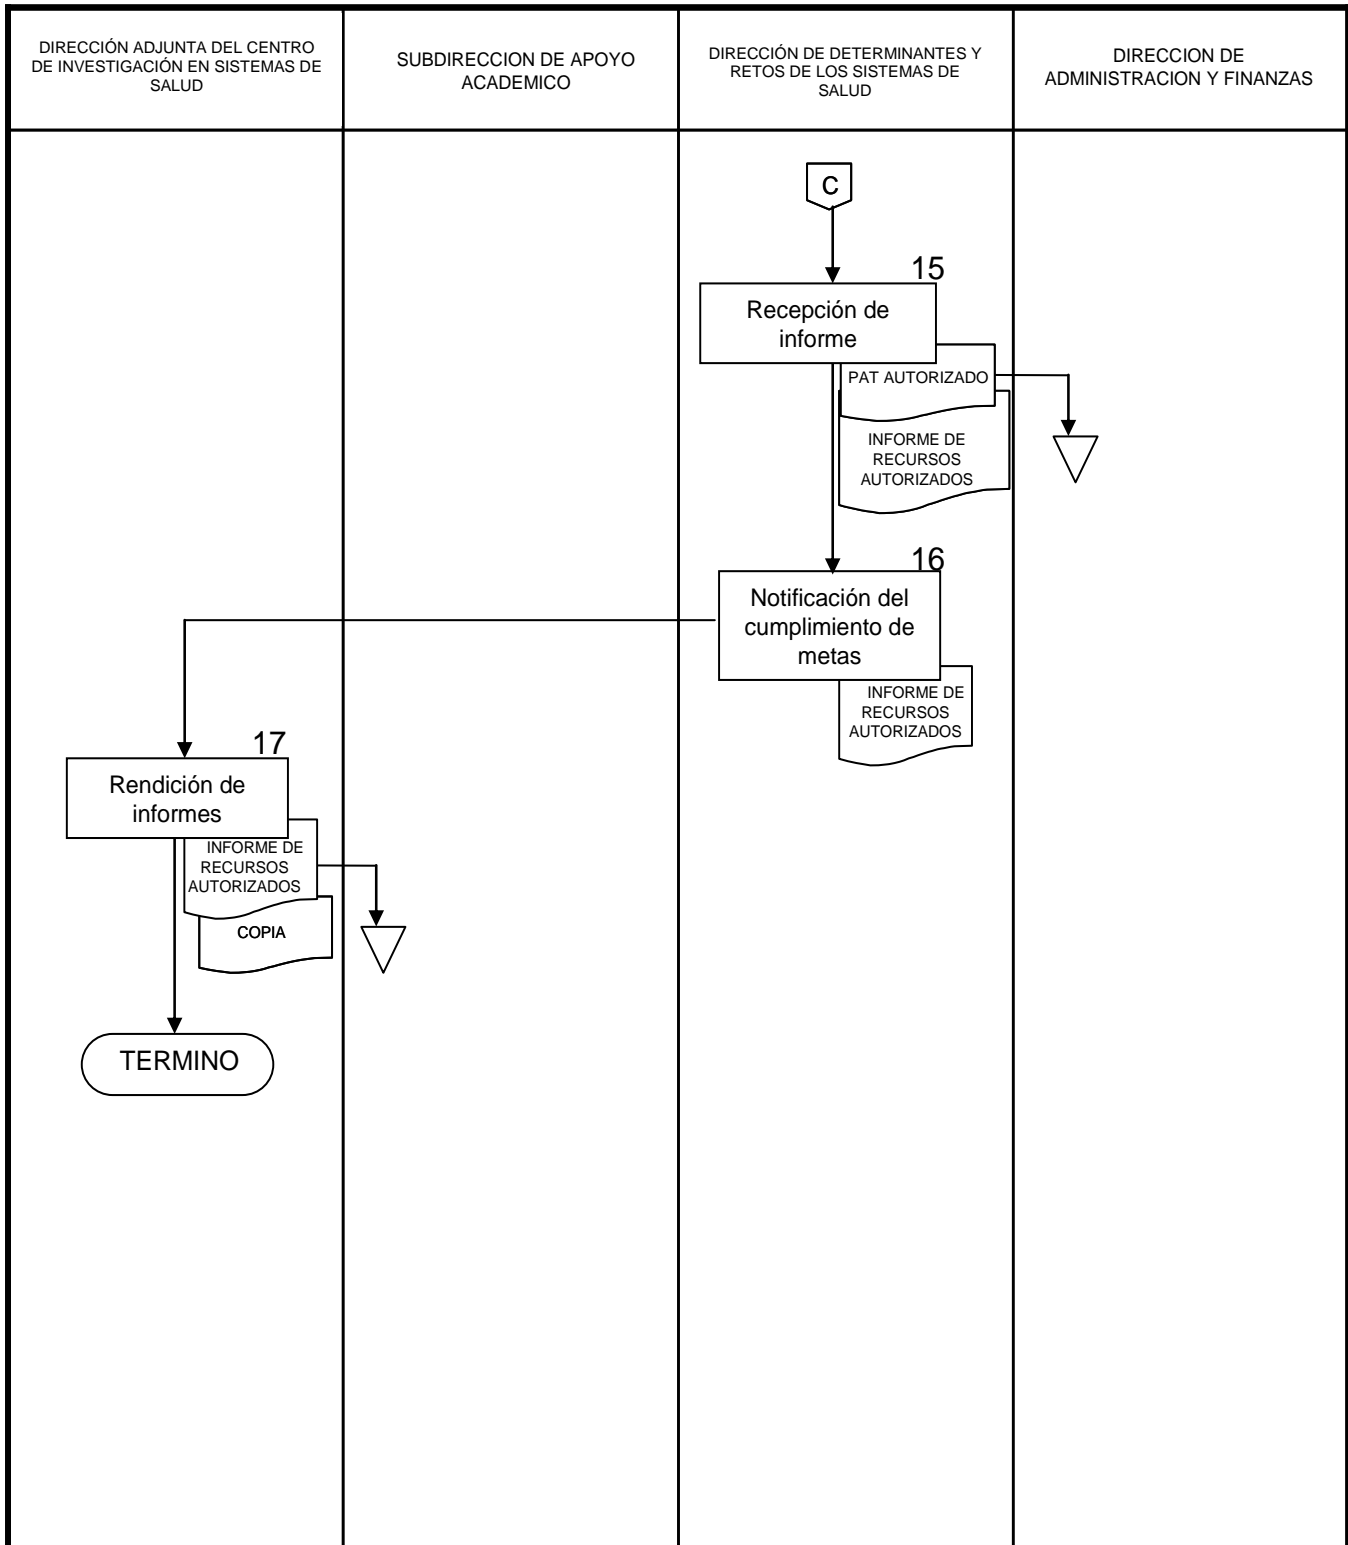 DIRECCIÓN ADJUNTA DEL CENTRO
DE INVESTIGACIÓN EN SISTEMAS DE
SALUD
SUBDIRECCION DE APOYO
ACADEMICO
DIRECCIÓN DE DETERMINANTES Y
RETOS DE LOS SISTEMAS DE
SALUD
DIRECCION DE
ADMINISTRACION Y FINANZAS
C
15
Recepción de
informe
PAT AUTORIZADO
INFORME DE
RECURSOS
AUTORIZADOS
16
Notificación del
cumplimiento de
metas
INFORME DE
RECURSOS
AUTORIZADOS
17
Rendición de
informes
INFORME DE
RECURSOS
AUTORIZADOS
COPIA
TERMINO